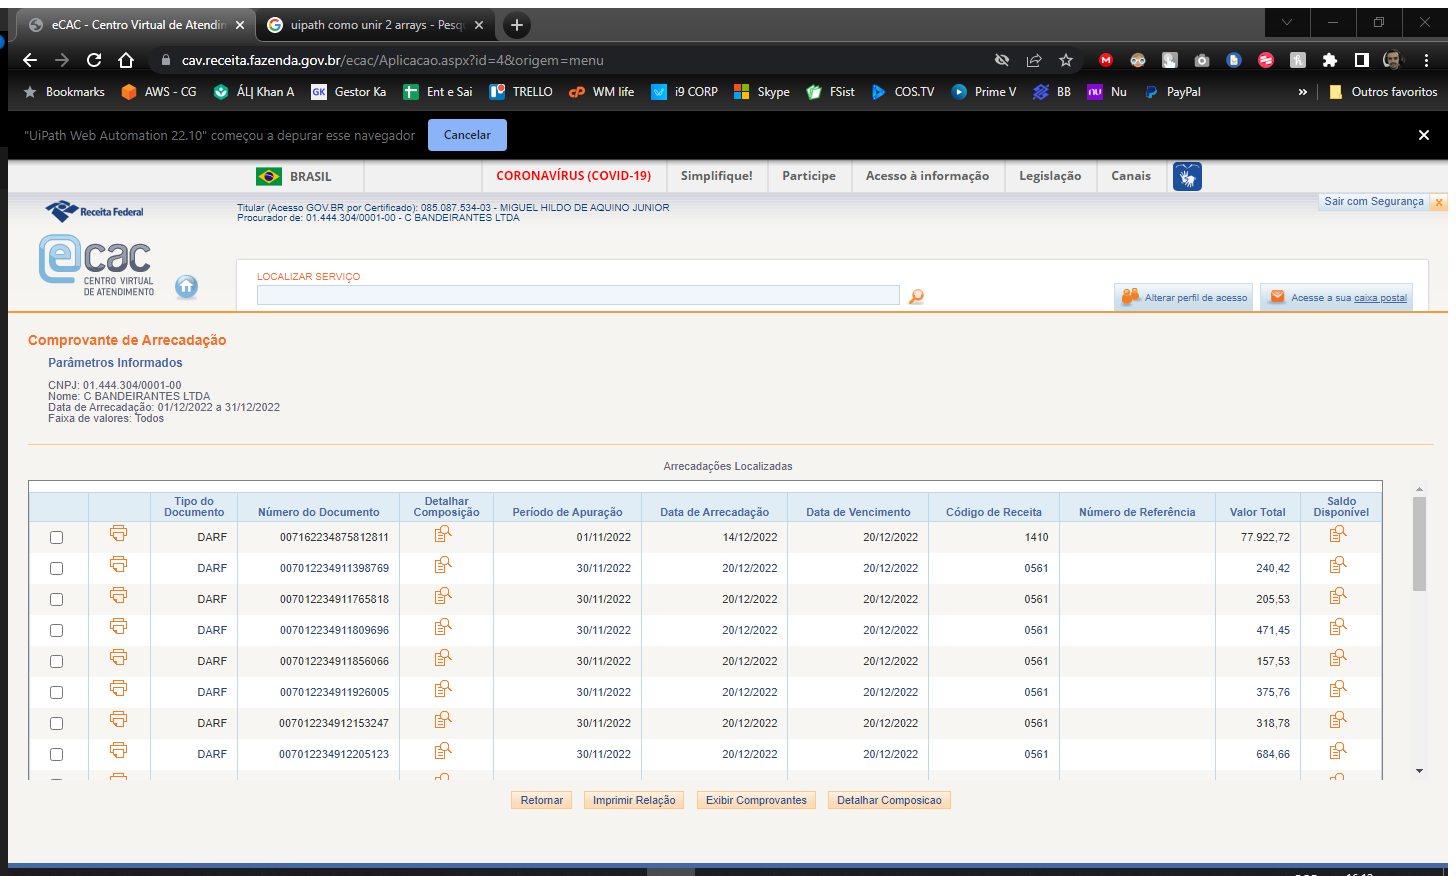 eCAC - Centro Virtual de Atendin
uipath como unir 2 arrays - Pesq
cav.receita.fazenda.gov.br/ecac/Aplicacao.aspx?id=4&origem=menu
Bookmarks AWS - CG ÁL| Khan A GK Gestor Ka Ent e Sai TRELLO cP WM life i9 CORP Skype FSist COS.TV Prime V BB nu Nu PayPal » Outros favoritos
"UiPath Web Automation 22.10" começou a depurar esse navegador Cancelar
BRASIL CORONAVÍRUS (COVID-19) Simplifique! Participe Acesso à informação Legislação Canais
Receita Federal
Titular (Acesso GOV.BR por Certificado): 085.087.534-03 - MIGUEL HILDO DE AQUINO JUNIOR
Procurador de: 01.444.304/0001-00 - C BANDEIRANTES LTDA
Sair com Segurança x
ecac
CENTRO VIRTUAL
DE ATENDIMENTO
LOCALIZAR SERVIÇO
Alterar perfil de acesso Acesse a sua caixa postal
Comprovante de Arrecadação
Parâmetros Informados
CNPJ: 01.444.304/0001-00
Nome: C BANDEIRANTES LTDA
Data de Arrecadação: 01/12/2022 a 31/12/2022
Faixa de valores: Todos
Arrecadações Localizadas
Tipo do Documento Número do Documento Detalhar Composição Período de Apuração Data de Arrecadação Data de Vencimento Código de Receita Número de Referência Valor Total Saldo Disponível
DARF 007162234875812811 01/11/2022 14/12/2022 20/12/2022 1410 77.922,72
DARF 007012234911398769 30/11/2022 20/12/2022 20/12/2022 0561 240,42
DARF 007012234911765818 30/11/2022 20/12/2022 20/12/2022 0561 205,53
DARF 007012234911809696 30/11/2022 20/12/2022 20/12/2022 0561 471,45
DARF 007012234911856066 30/11/2022 20/12/2022 20/12/2022 0561 157,53
DARF 007012234911926005 30/11/2022 20/12/2022 20/12/2022 0561 375,76
DARF 007012234912153247 30/11/2022 20/12/2022 20/12/2022 0561 318,78
DARF 007012234912205123 30/11/2022 20/12/2022 20/12/2022 0561 684,66
Retornar Imprimir Relação Exibir Comprovantes Detalhar Composicao